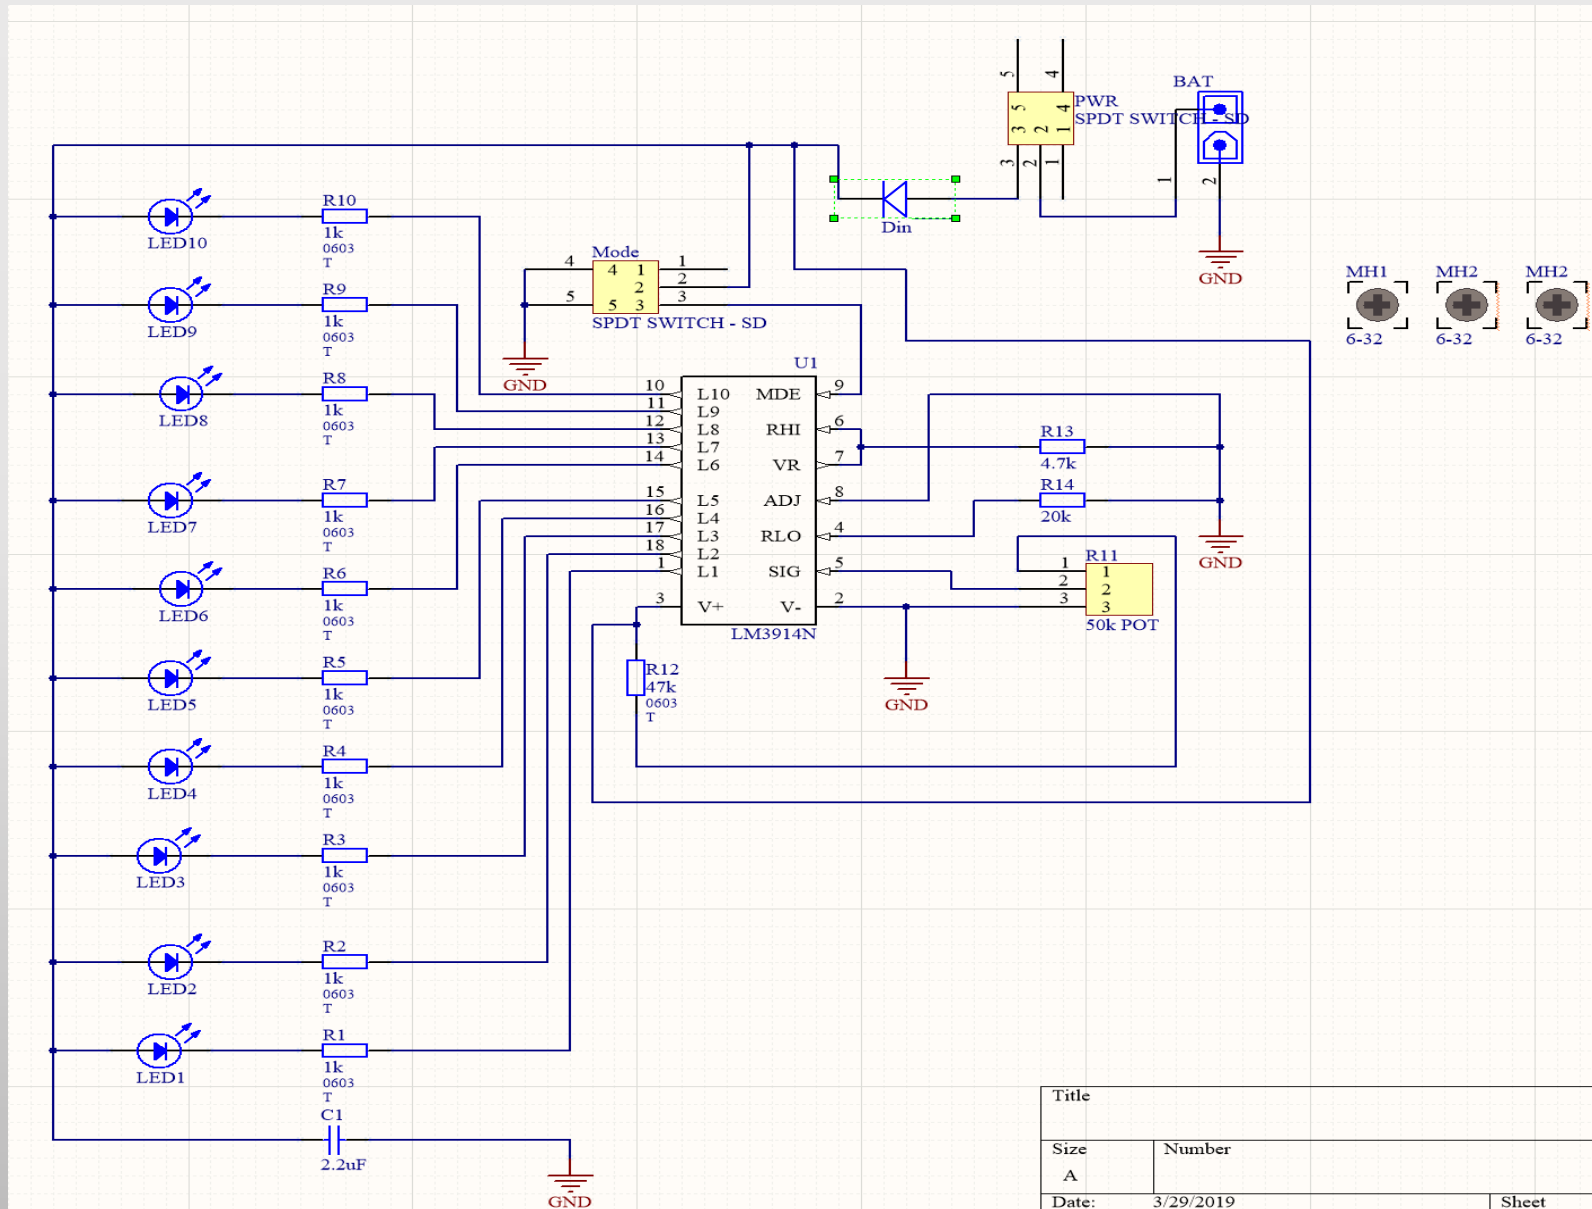 5 4
BAT
5 4
PWR
SPDT SWITCH - SD
3 2 1
3 2 1
1 2
Din
GND
R10
1k
0603
T
LED10
Mode
4 4 1 1
2 2
5 5 3 3
SPDT SWITCH - SD
GND
MH1 MH2 MH2
6-32 6-32 6-32
R9
1k
0603
T
LED9
R8
1k
0603
T
LED8
R7
1k
0603
T
LED7
R6
1k
0603
T
LED6
R5
1k
0603
T
LED5
R4
1k
0603
T
LED4
R3
1k
0603
T
LED3
R2
1k
0603
T
LED2
R1
1k
0603
T
LED1
C1
2.2uF
GND
U1
10 L10 MDE 9
11 L9
12 L8 RHI 6
13 L7
14 L6 VR 7
15 L5 ADJ 8
16 L4
17 L3 RLO 4
18 L2
1 L1 SIG 5
3 V+ V- 2
LM3914N
R12
47k
0603
T
GND
R13
4.7k
R14
20k
GND
R11
1 1
2 2
3 3
50k POT
Title
Size Number
A
Date: 3/29/2019 Sheet